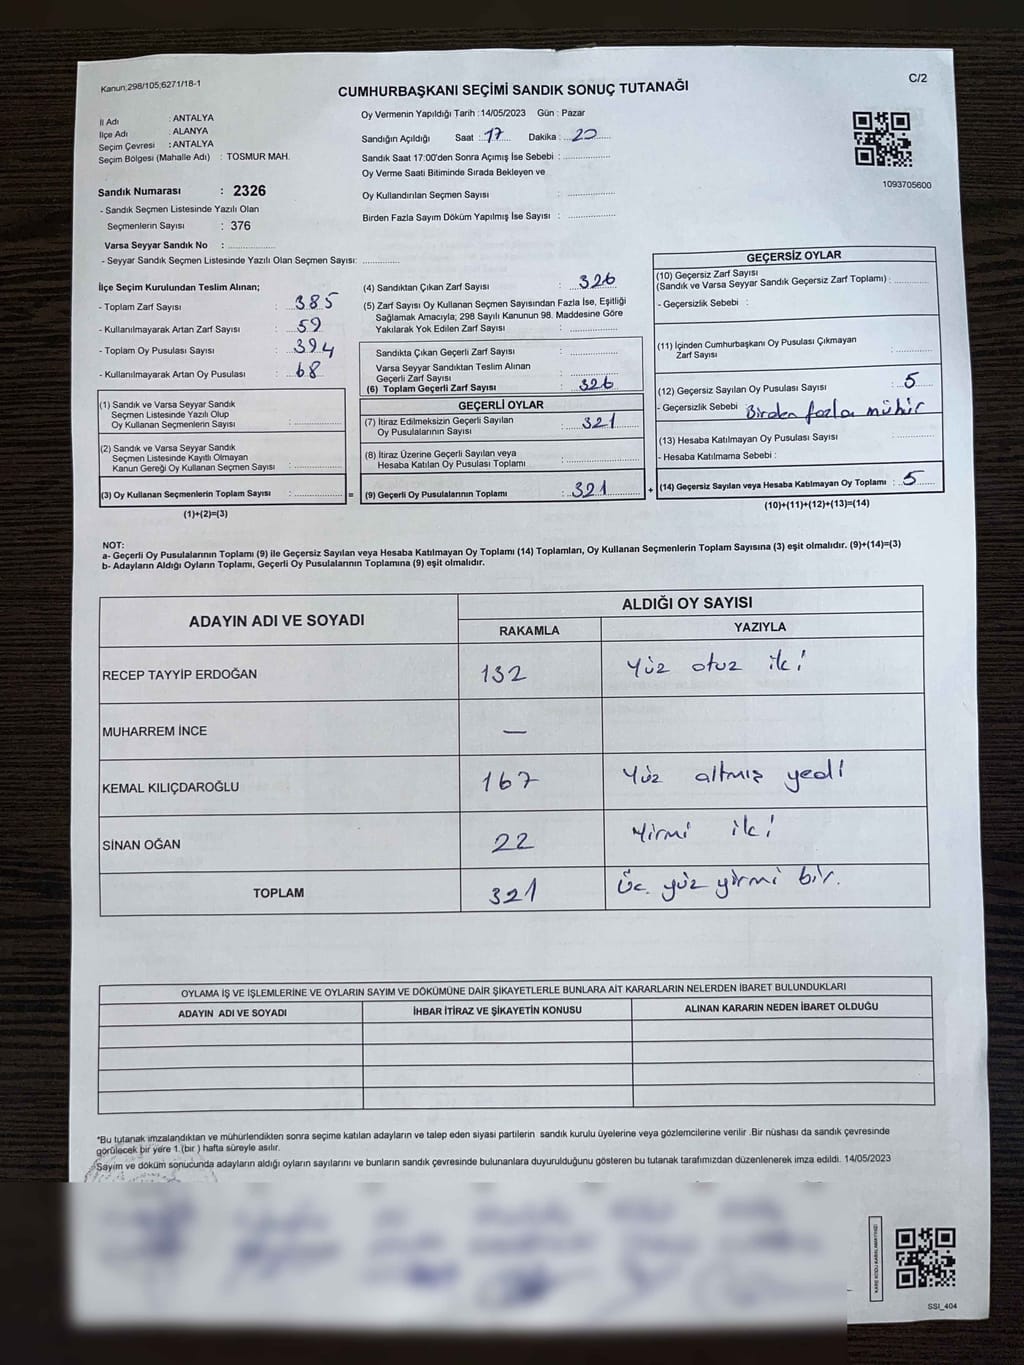 Kanun;298/105;6271/18-1
C/2
CUMHURBAŞKANI SEÇİMİ SANDIK SONUÇ TUTANAĞI
İl Adı : ANTALYA
İlçe Adı : ALANYA
Seçim Çevresi : ANTALYA
Seçim Bölgesi (Mahalle Adı) : TOSMUR MAH.
Sandık Numarası : 2326
- Sandık Seçmen Listesinde Yazılı Olan
Seçmenlerin Sayısı : 376
Varsa Seyyar Sandık No : ................
- Seyyar Sandık Seçmen Listesinde Yazılı Olan Seçmen Sayısı: .............
Oy Vermenin Yapıldığı Tarih : 14/05/2023 Gün : Pazar
Sandığın Açıldığı Saat : 17 Dakika : 20
Sandık Saat 17:00'den Sonra Açımış İse Sebebi : ................
Oy Verme Saati Bitiminde Sırada Bekleyen ve
Oy Kullandırılan Seçmen Sayısı : ................
Birden Fazla Sayım Döküm Yapılmış İse Sayısı : ................
1093705600
İlçe Seçim Kurulundan Teslim Alınan;
- Toplam Zarf Sayısı : 385
- Kullanılmayarak Artan Zarf Sayısı : 59
- Toplam Oy Pusulası Sayısı : 394
- Kullanılmayarak Artan Oy Pusulası : 68
(1) Sandık ve Varsa Seyyar Sandık
Seçmen Listesinde Yazılı Olup
Oy Kullanan Seçmenlerin Sayısı : ................
(2) Sandık ve Varsa Seyyar Sandık
Seçmen Listesinde Kayıtlı Olmayan
Kanun Gereği Oy Kullanan Seçmen Sayısı : ................
(3) Oy Kullanan Seçmenlerin Toplam Sayısı : ................ =
(1)+(2)=(3)
(4) Sandıktan Çıkan Zarf Sayısı : 326
(5) Zarf Sayısı Oy Kullanan Seçmen Sayısından Fazla İse, Eşitliği
Sağlamak Amacıyla; 298 Sayılı Kanunun 98. Maddesine Göre
Yakılarak Yok Edilen Zarf Sayısı : ................
Sandıkta Çıkan Geçerli Zarf Sayısı : ................
Varsa Seyyar Sandıktan Teslim Alınan
Geçerli Zarf Sayısı : ................
(6) Toplam Geçerli Zarf Sayısı : 326
GEÇERLİ OYLAR
(7) İtiraz Edilmeksizin Geçerli Sayılan
Oy Pusulalarının Sayısı : 321
(8) İtiraz Üzerine Geçerli Sayılan veya
Hesaba Katılan Oy Pusulası Toplamı : ................
(9) Geçerli Oy Pusulalarının Toplamı : 321 +
GEÇERSİZ OYLAR
(10) Geçersiz Zarf Sayısı
(Sandık ve Varsa Seyyar Sandık Geçersiz Zarf Toplamı) : .............
- Geçersizlik Sebebi :
(11) İçinden Cumhurbaşkanı Oy Pusulası Çıkmayan
Zarf Sayısı : ................
(12) Geçersiz Sayılan Oy Pusulası Sayısı : 5
- Geçersizlik Sebebi Birden fazla mühür
(13) Hesaba Katılmayan Oy Pusulası Sayısı ................
- Hesaba Katılmama Sebebi :
(14) Geçersiz Sayılan veya Hesaba Katılmayan Oy Toplamı : 5
(10)+(11)+(12)+(13)=(14)
NOT:
a- Geçerli Oy Pusulalarının Toplamı (9) ile Geçersiz Sayılan veya Hesaba Katılmayan Oy Toplamı (14) Toplamları, Oy Kullanan Seçmenlerin Toplam Sayısına (3) eşit olmalıdır. (9)+(14)=(3)
b- Adayların Aldığı Oyların Toplamı, Geçerli Oy Pusulalarının Toplamına (9) eşit olmalıdır.
ADAYIN ADI VE SOYADI ALDIĞI OY SAYISI
RAKAMLA YAZIYLA
RECEP TAYYİP ERDOĞAN 132 Yüz otuz iki
MUHARREM İNCE —
KEMAL KILIÇDAROĞLU 167 Yüz altmış yedi
SİNAN OĞAN 22 Yirmi iki
TOPLAM 321 Üç yüz yirmi bir.
OYLAMA İŞ VE İŞLEMLERİNE VE OYLARIN SAYIM VE DÖKÜMÜNE DAİR ŞİKAYETLERLE BUNLARA AİT KARARLARIN NELERDEN İBARET BULUNDUKLARI
ADAYIN ADI VE SOYADI İHBAR İTİRAZ VE ŞİKAYETİN KONUSU ALINAN KARARIN NEDEN İBARET OLDUĞU
*Bu tutanak imzalandıktan ve mühürlendikten sonra seçime katılan adayların ve talep eden siyasi partilerin sandık kurulu üyelerine veya gözlemcilerine verilir .Bir nüshası da sandık çevresinde
görülecek bir yere 1.(bir ) hafta süreyle asılır.
Sayım ve döküm sonucunda adayların aldığı oyların sayılarını ve bunların sandık çevresinde bulunanlara duyurulduğunu gösteren bu tutanak tarafımızdan düzenlenerek imza edildi. 14/05/2023
SSI_404